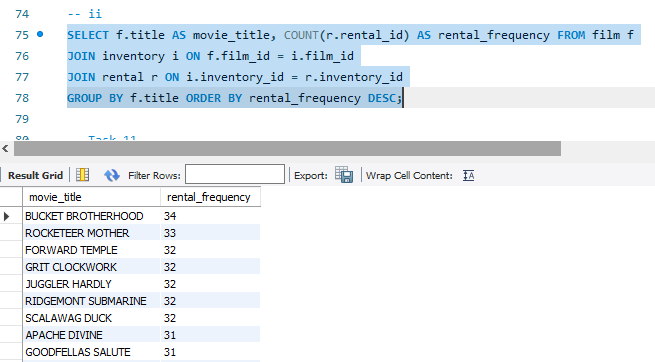 74 -- ii
75 SELECT f.title AS movie_title, COUNT(r.rental_id) AS rental_frequency FROM film f
76 JOIN inventory i ON f.film_id = i.film_id
77 JOIN rental r ON i.inventory_id = r.inventory_id
78 GROUP BY f.title ORDER BY rental_frequency DESC;
79
80 -- Task 11
Result Grid Filter Rows: Export: Wrap Cell Content: IA
movie_title rental_frequency
BUCKET BROTHERHOOD 34
ROCKETEER MOTHER 33
FORWARD TEMPLE 32
GRIT CLOCKWORK 32
JUGGLER HARDLY 32
RIDGEMONT SUBMARINE 32
SCALAWAG DUCK 32
APACHE DIVINE 31
GOODFELLAS SALUTE 31